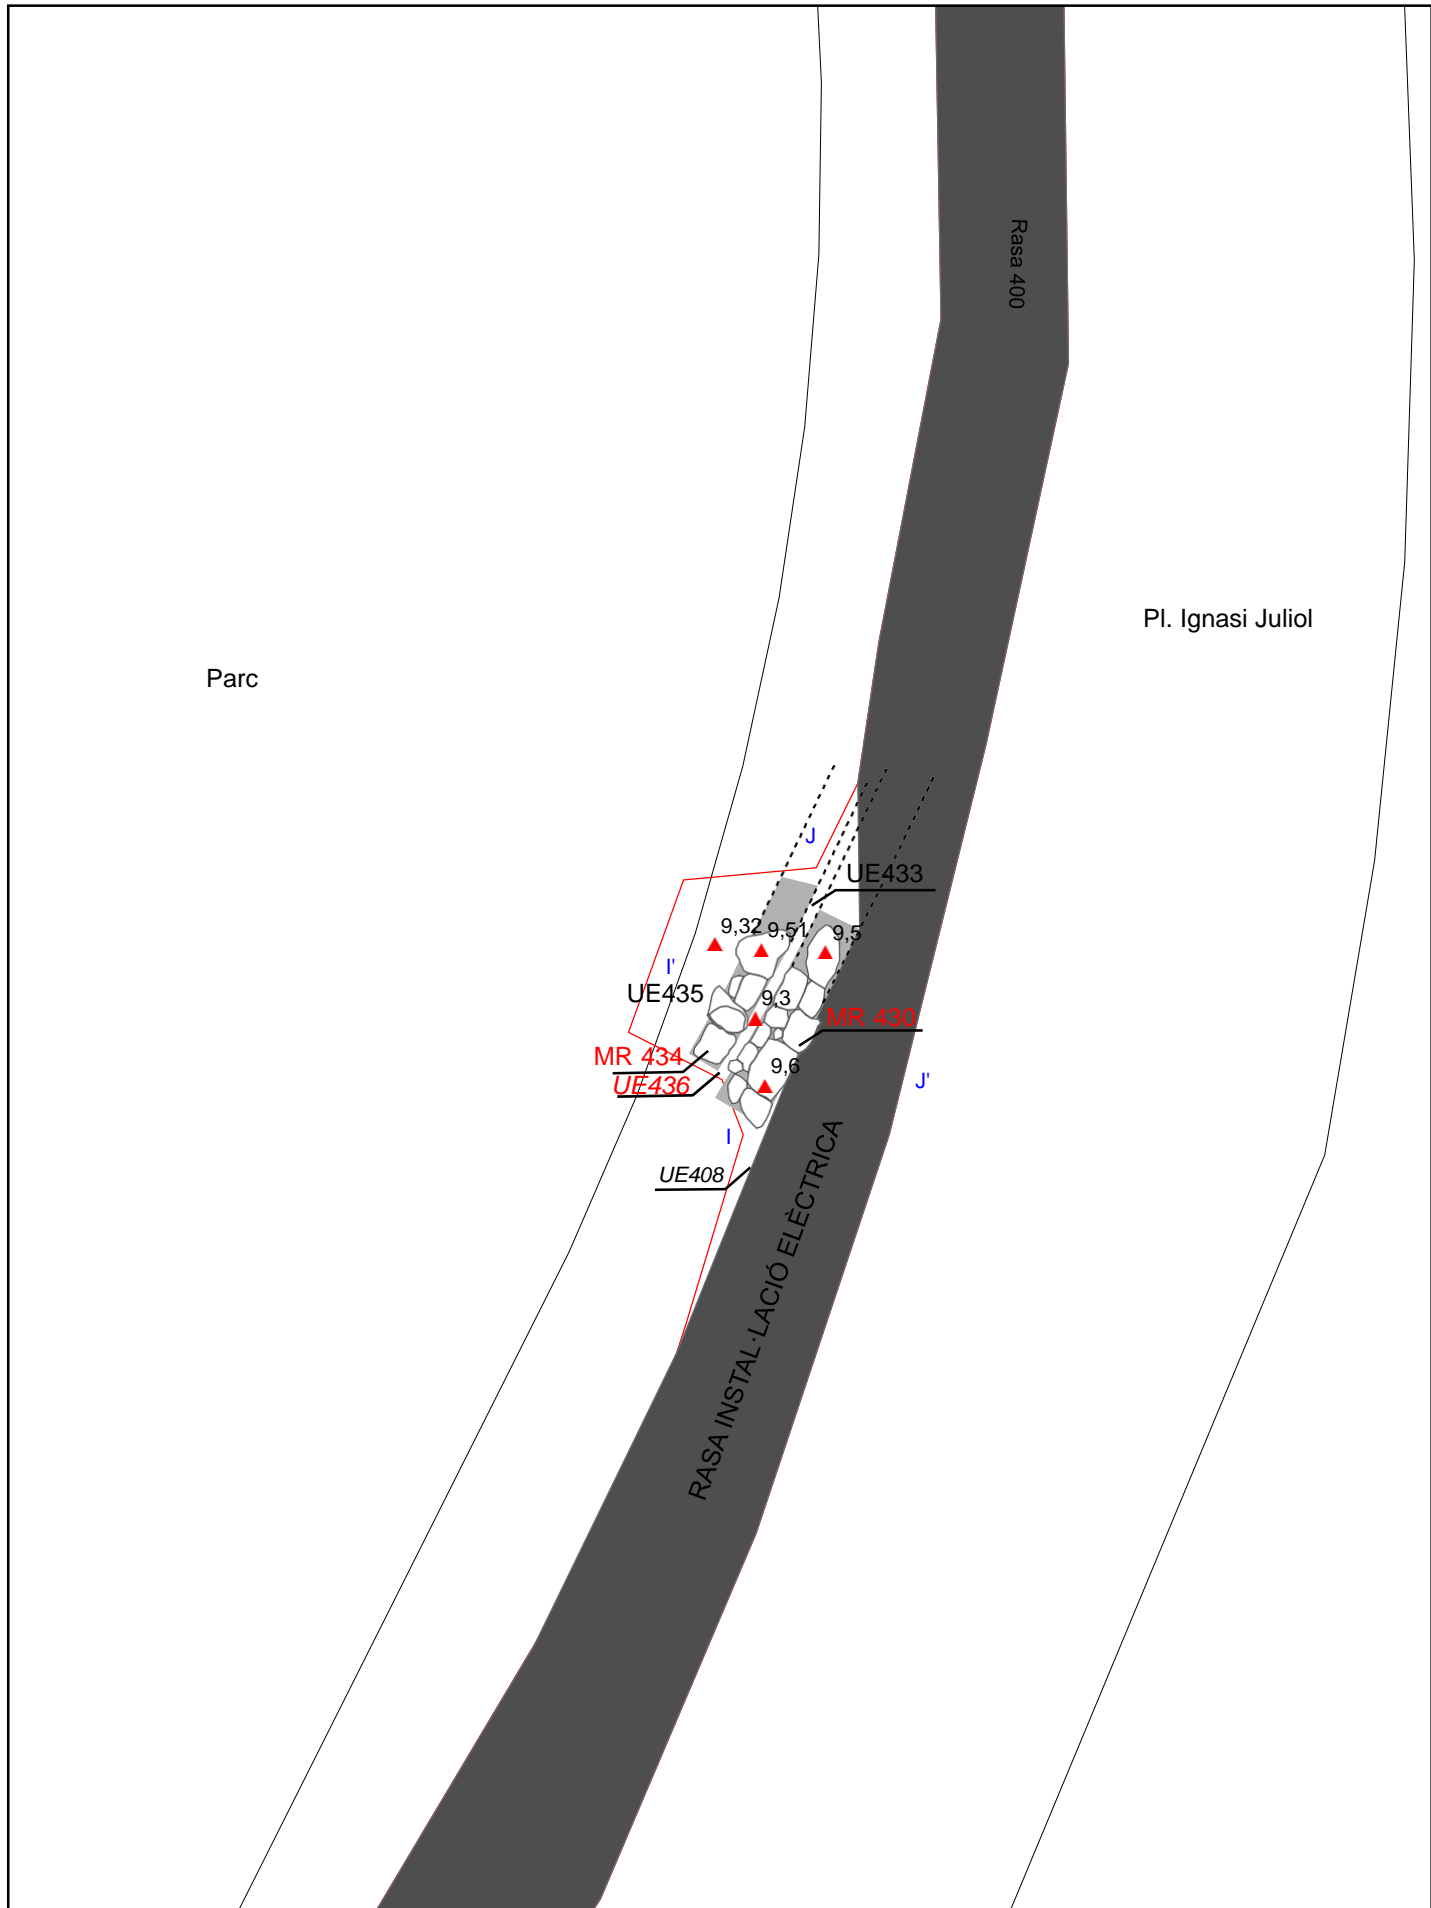 Rasa 400
Pl. Ignasi Juliol
Parc
J
UE433
9,32
9,51
9,5
I'
UE435
9,3
MR 430
MR 434
9,6
UE436
J'
I
UE408
RASA INSTAL·LACIÓ ELÈCTRICA